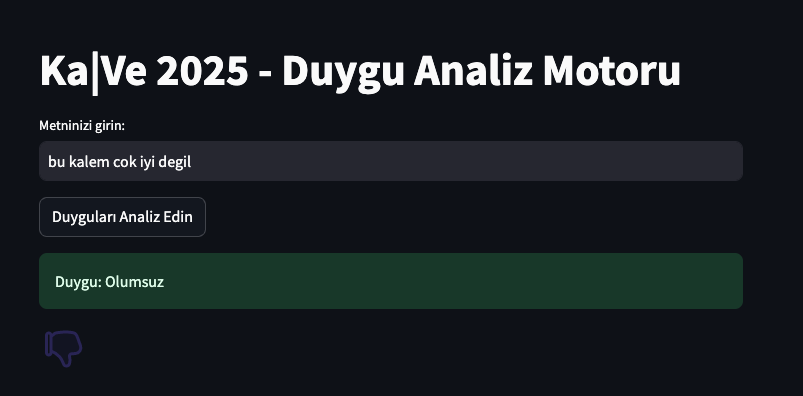 Ka|Ve 2025 - Duygu Analiz Motoru
Metninizi girin:
bu kalem cok iyi degil
Duyguları Analiz Edin
Duygu: Olumsuz